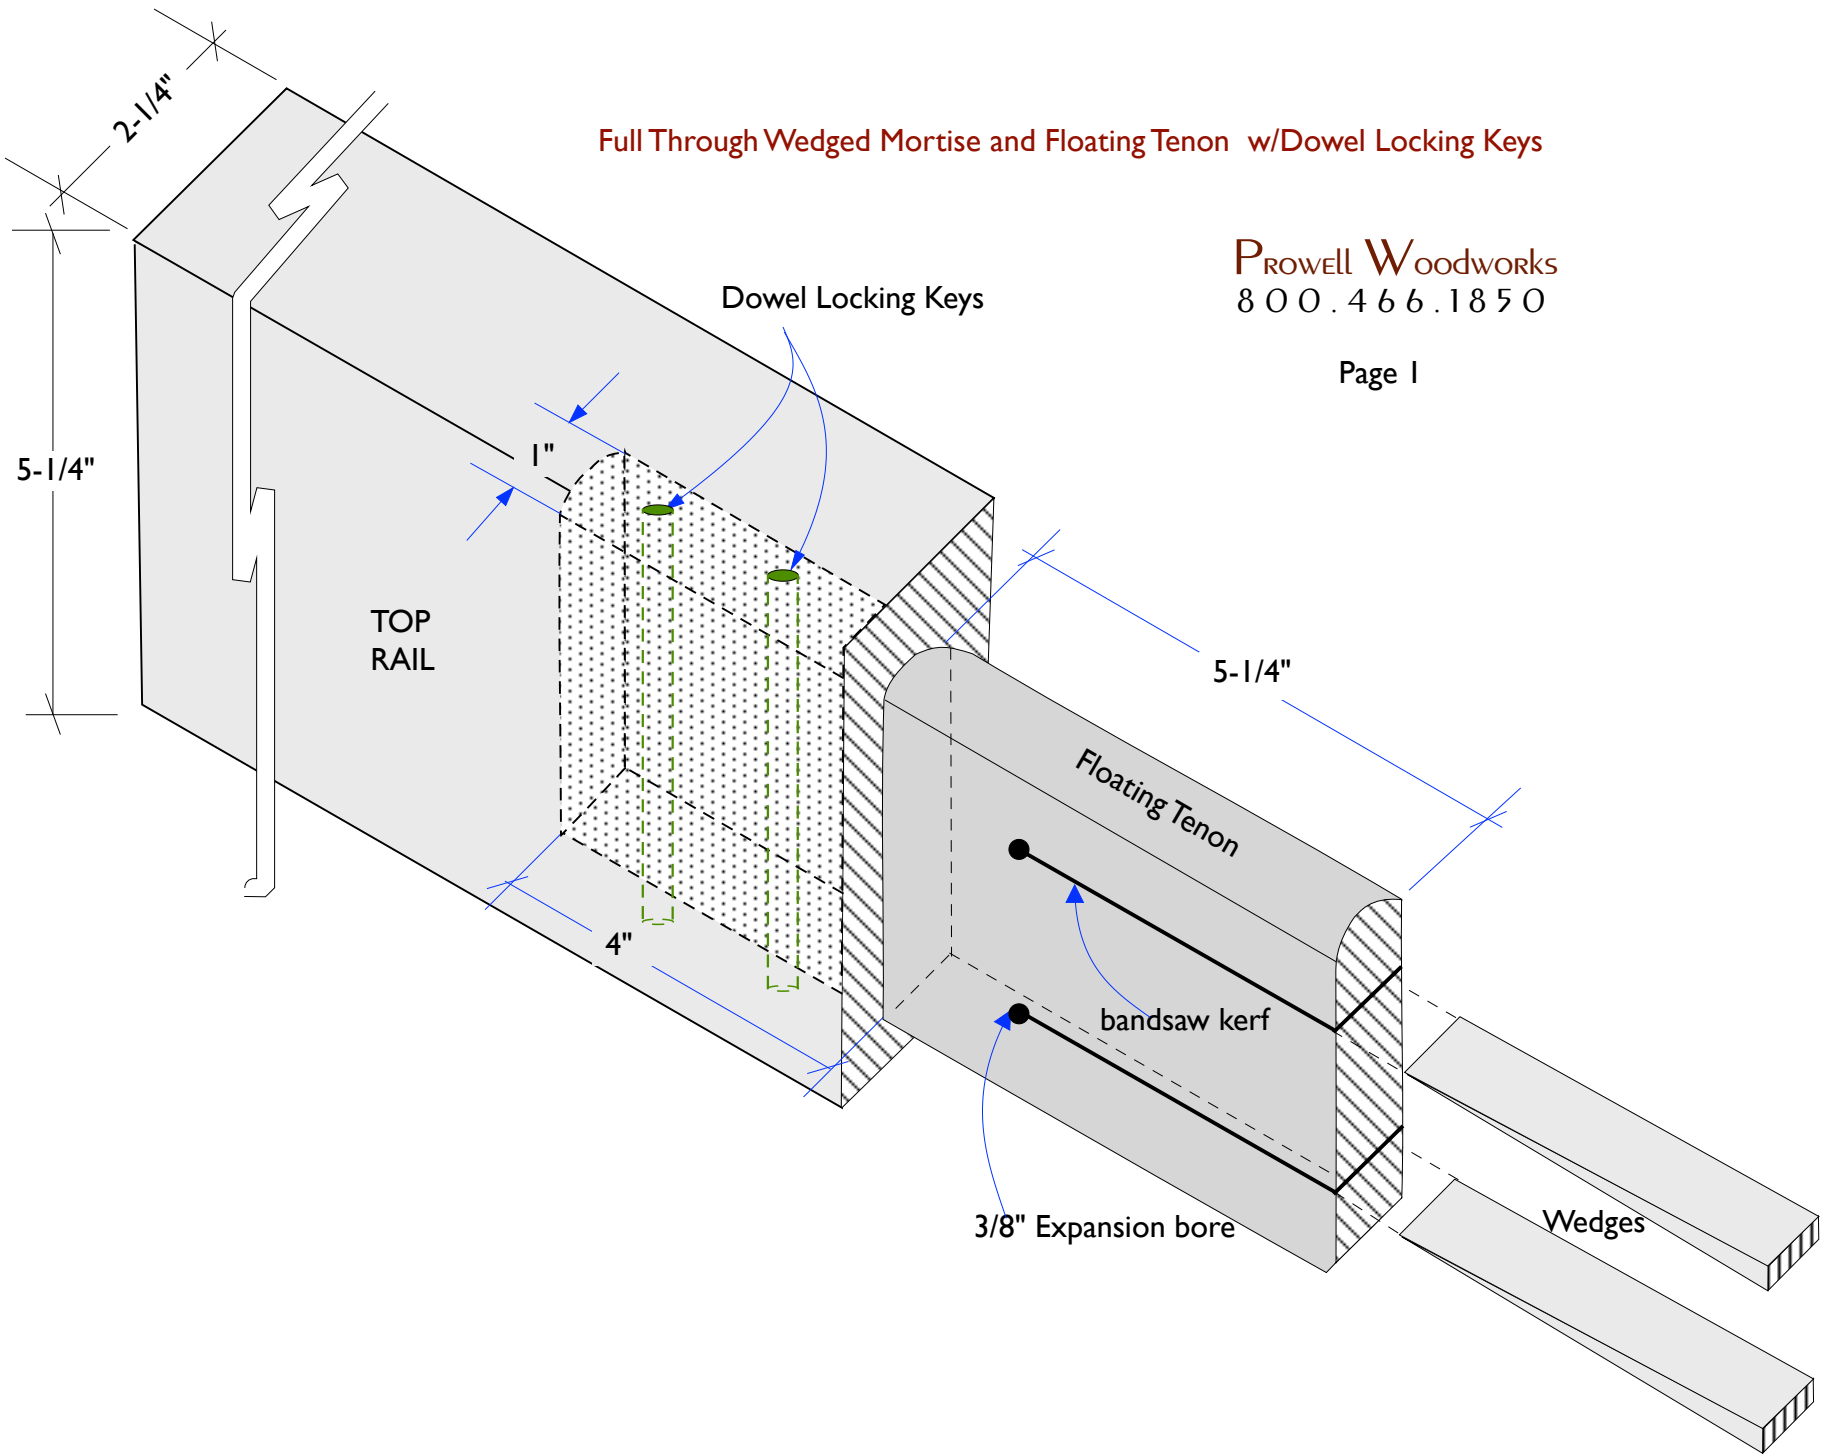 2-1/4"
Full Through Wedged Mortise and Floating Tenon w/Dowel Locking Keys
Prowell Woodworks
800.466.1850
Page 1
Dowel Locking Keys
1"
5-1/4"
TOP
RAIL
5-1/4"
Floating Tenon
4"
bandsaw kerf
3/8" Expansion bore
Wedges